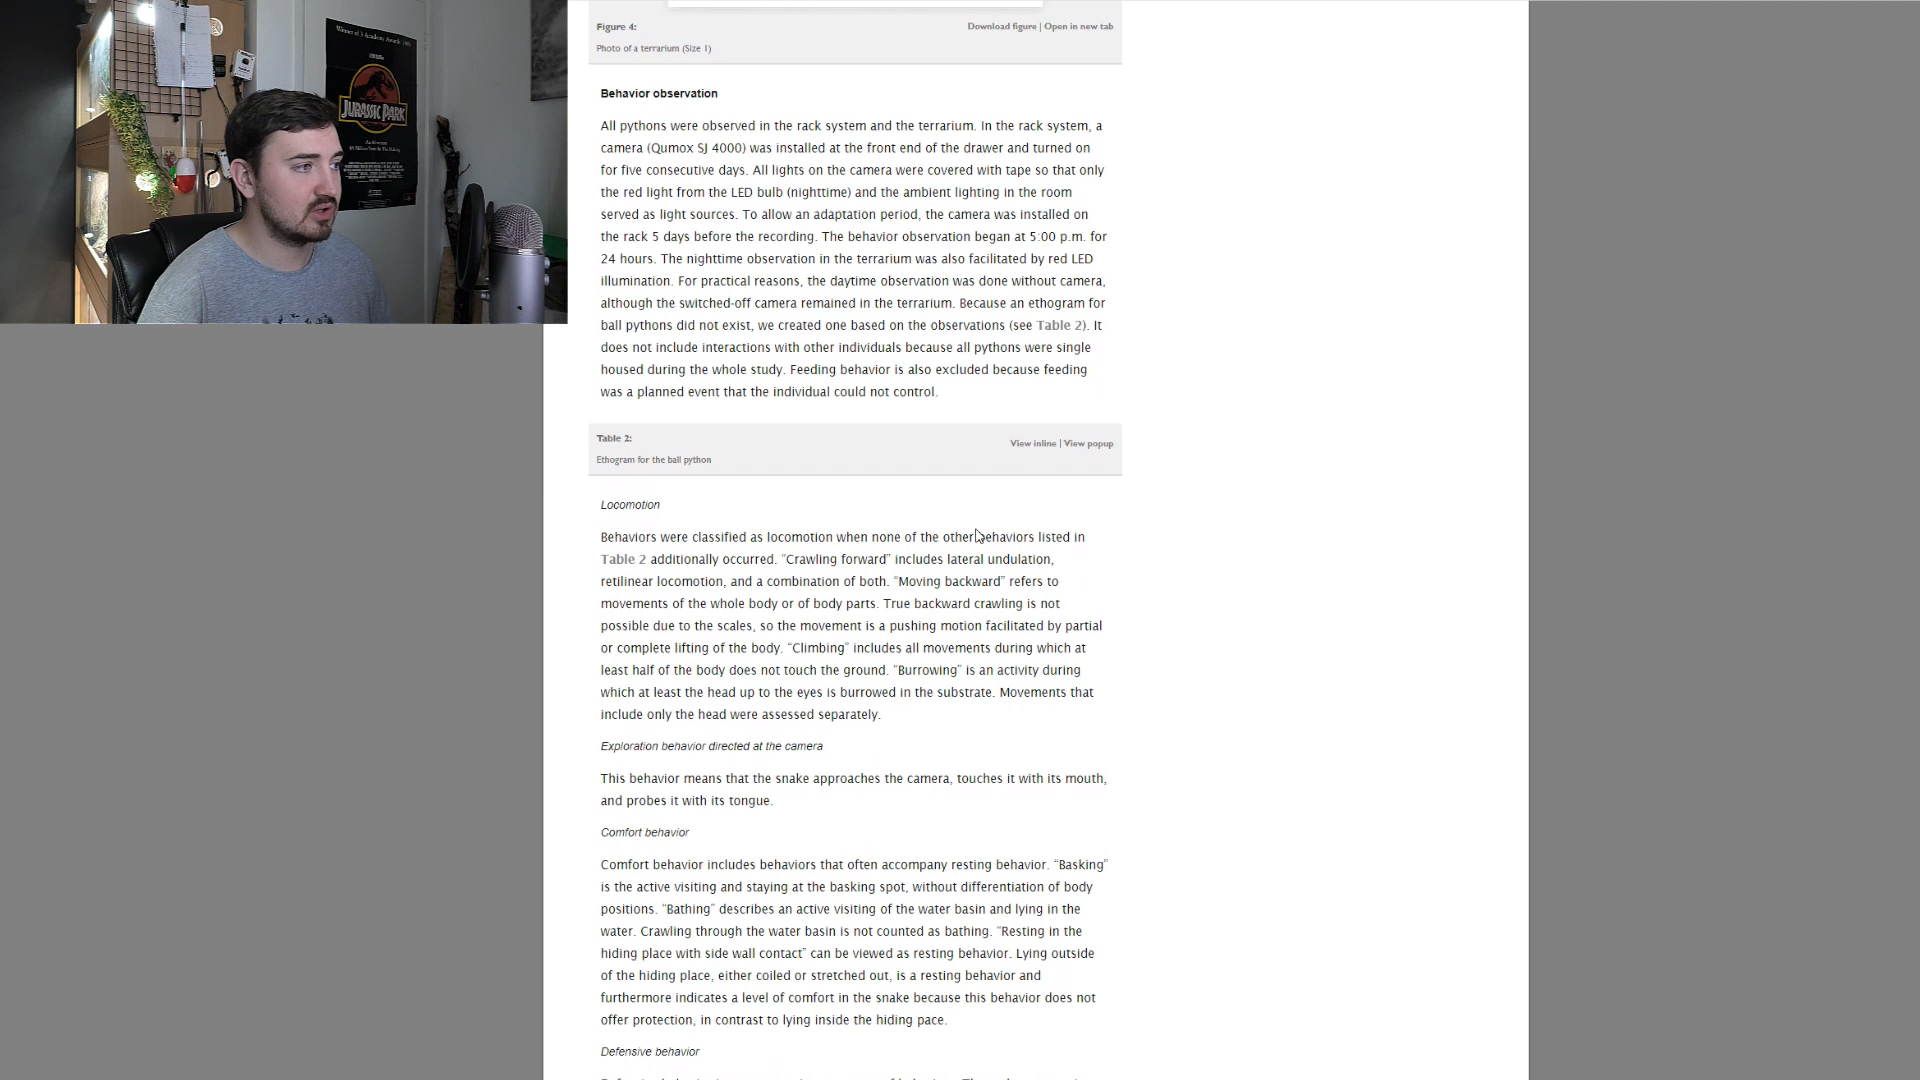 Winner of 3 Academy Awards
JURASSIC PARK
Figure 4:
Download figure | Open in new tab
Photo of a terrarium (Size 1)
Behavior observation
All pythons were observed in the rack system and the terrarium. In the rack system, a
camera (Qumox SJ 4000) was installed at the front end of the drawer and turned on
for five consecutive days. All lights on the camera were covered with tape so that only
the red light from the LED bulb (nighttime) and the ambient lighting in the room
served as light sources. To allow an adaptation period, the camera was installed on
the rack 5 days before the recording. The behavior observation began at 5:00 p.m. for
24 hours. The nighttime observation in the terrarium was also facilitated by red LED
illumination. For practical reasons, the daytime observation was done without camera,
although the switched-off camera remained in the terrarium. Because an ethogram for
ball pythons did not exist, we created one based on the observations (see Table 2). It
does not include interactions with other individuals because all pythons were single
housed during the whole study. Feeding behavior is also excluded because feeding
was a planned event that the individual could not control.
Table 2:
View inline | View popup
Ethogram for the ball python
Locomotion
Behaviors were classified as locomotion when none of the other behaviors listed in
Table 2 additionally occurred. “Crawling forward” includes lateral undulation,
retilinear locomotion, and a combination of both. “Moving backward” refers to
movements of the whole body or of body parts. True backward crawling is not
possible due to the scales, so the movement is a pushing motion facilitated by partial
or complete lifting of the body. “Climbing” includes all movements during which at
least half of the body does not touch the ground. “Burrowing” is an activity during
which at least the head up to the eyes is burrowed in the substrate. Movements that
include only the head were assessed separately.
Exploration behavior directed at the camera
This behavior means that the snake approaches the camera, touches it with its mouth,
and probes it with its tongue.
Comfort behavior
Comfort behavior includes behaviors that often accompany resting behavior. “Basking”
is the active visiting and staying at the basking spot, without differentiation of body
positions. “Bathing” describes an active visiting of the water basin and lying in the
water. Crawling through the water basin is not counted as bathing. “Resting in the
hiding place with side wall contact” can be viewed as resting behavior. Lying outside
of the hiding place, either coiled or stretched out, is a resting behavior and
furthermore indicates a level of comfort in the snake because this behavior does not
offer protection, in contrast to lying inside the hiding pace.
Defensive behavior